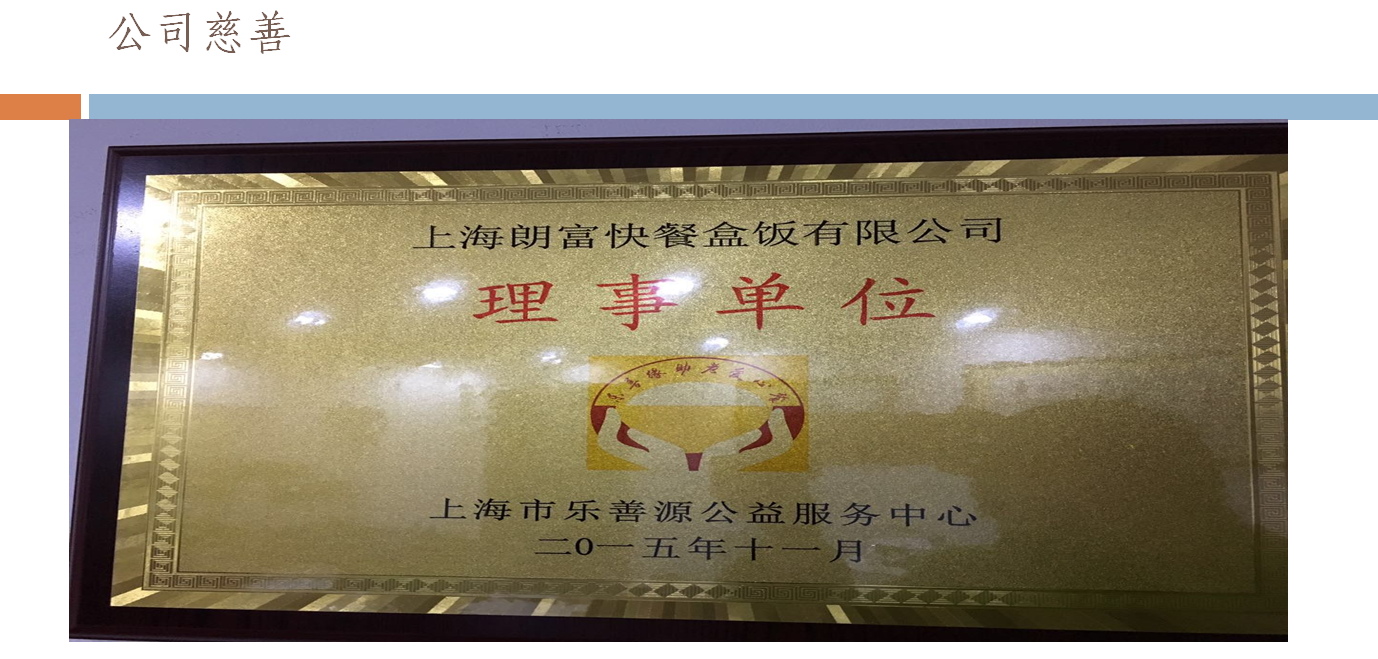 公司慈善
上海朗富快餐盒饭有限公司
理事单位
上海市乐善源公益服务中心
二0一五年十一月